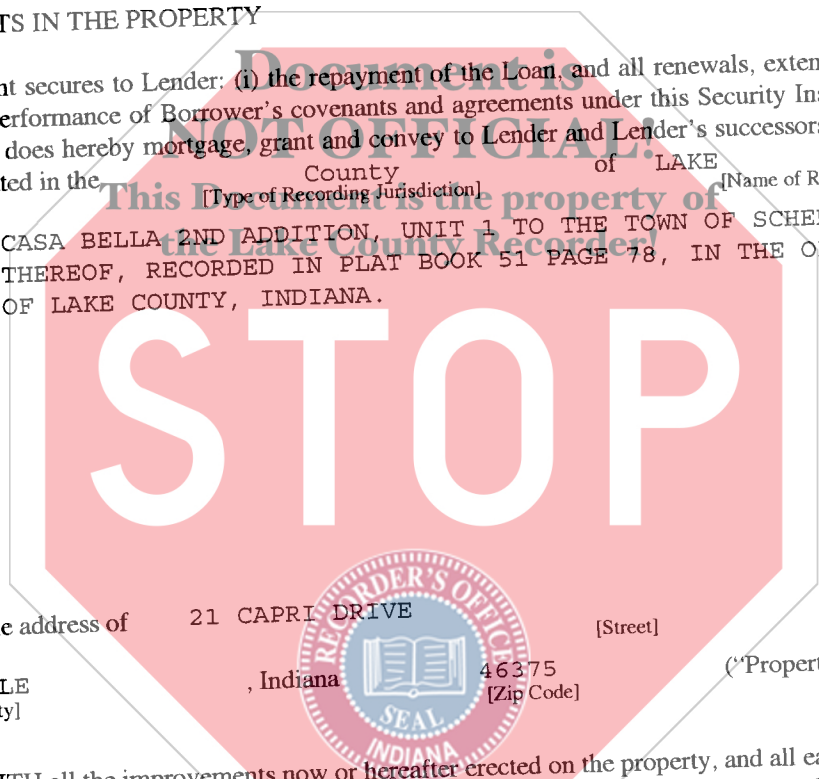 TS IN THE PROPERTY
Document is
nt secures to Lender: (i) the repayment of the Loan, and all renewals, exten
erformance of Borrower's covenants and agreements under this Security Ins
NOT OFFICIAL!
does hereby mortgage, grant and convey to Lender and Lender's successors
ted in the County of LAKE
[Type of Recording Jurisdiction] [Name of R
This Document is the property of
CASA BELLA 2ND ADDITION, UNIT 1 TO THE TOWN OF SCHER
the Lake County Recorder!
THEREOF, RECORDED IN PLAT BOOK 51 PAGE 78, IN THE O
OF LAKE COUNTY, INDIANA.
STOP
e address of 21 CAPRI DRIVE
[Street]
LE , Indiana 46375 ("Propert
ty] [Zip Code]
RECORDER'S OFFICE
SEAL
INDIANA
ITH all the improvements now or hereafter erected on the property, and all ea